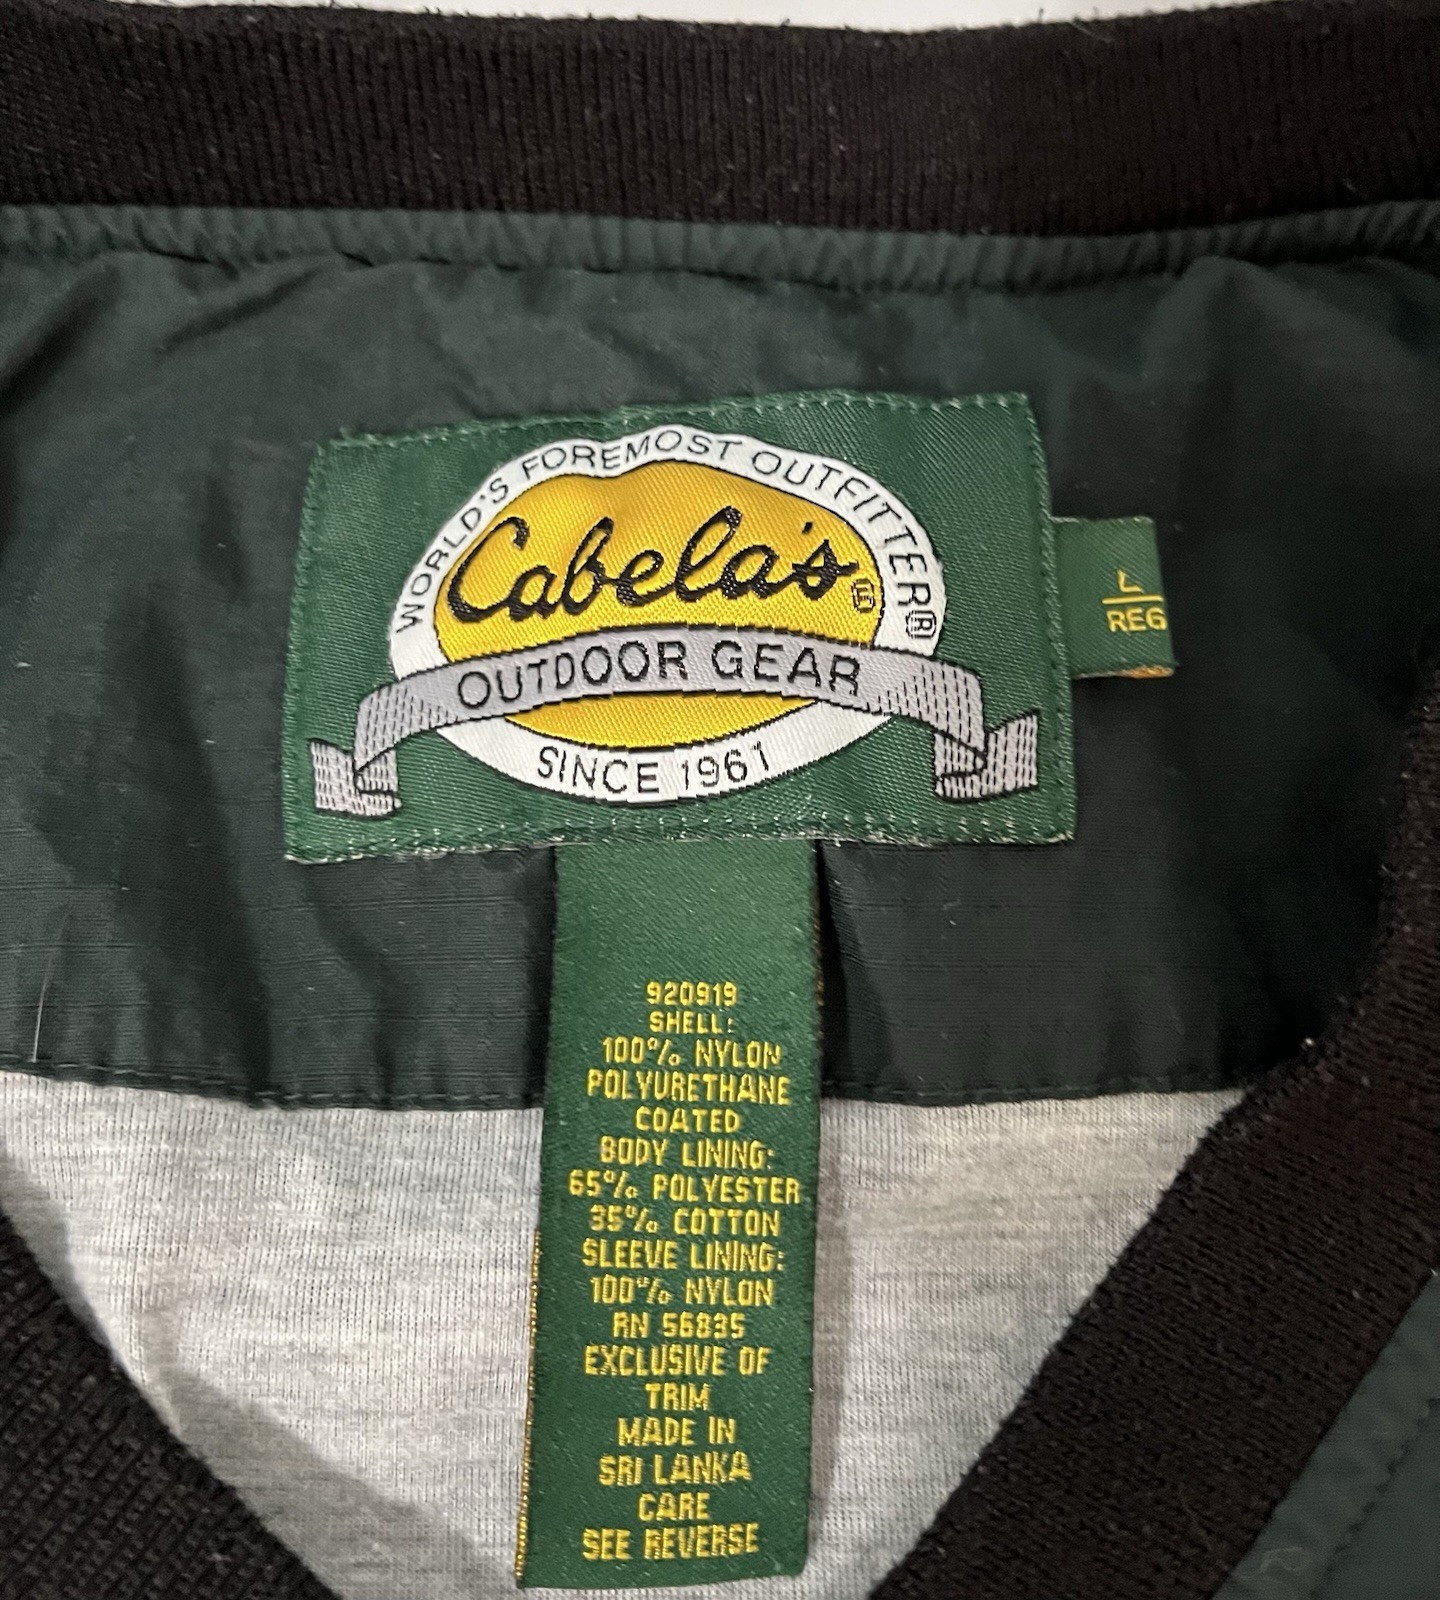 WORLD'S FOREMOST OUTFITTER®
Cabela's®
OUTDOOR GEAR
SINCE 1961
L
REG
920919
SHELL:
100% NYLON
POLYURETHANE
COATED
BODY LINING:
65% POLYESTER
35% COTTON
SLEEVE LINING:
100% NYLON
RN 56835
EXCLUSIVE OF
TRIM
MADE IN
SRI LANKA
CARE
SEE REVERSE